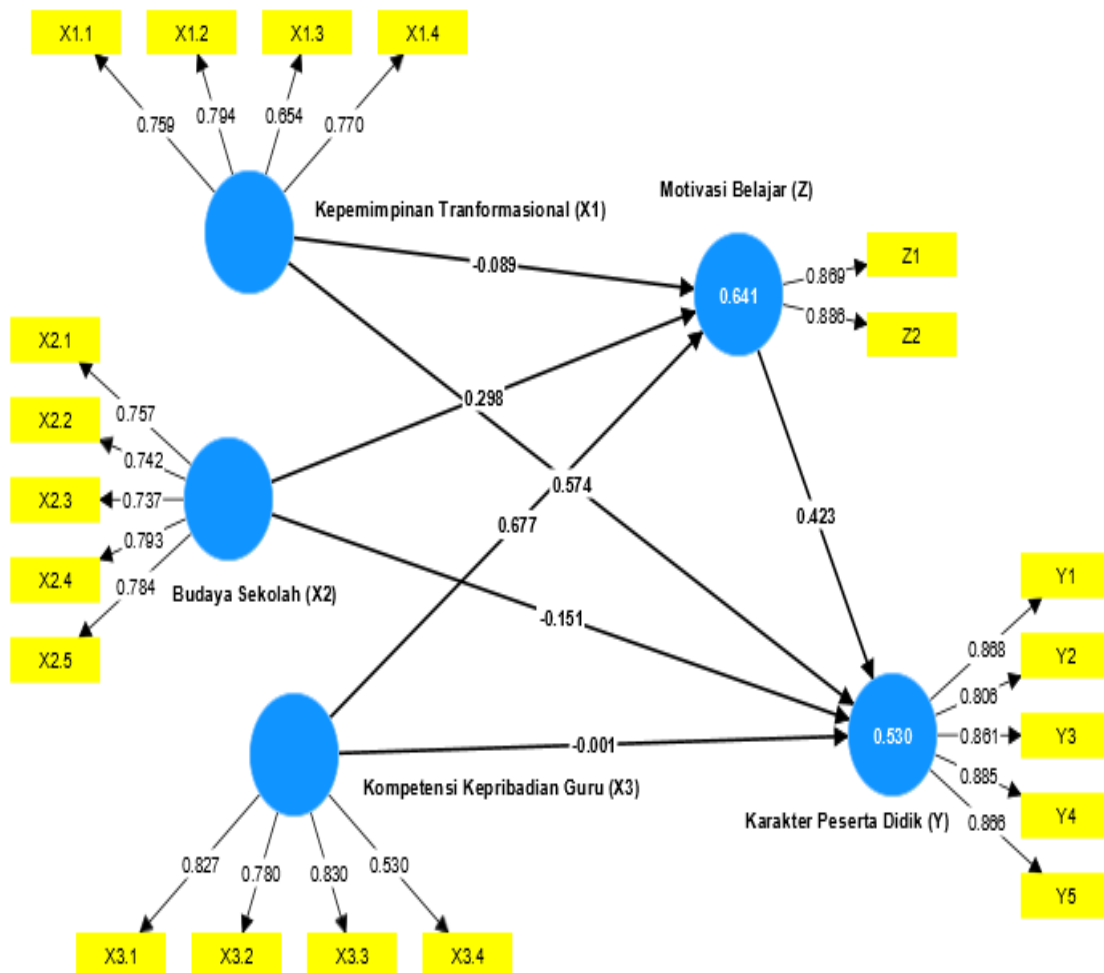 X1.1
X1.2
X1.3
X1.4
0.759
0.794
0.654
0.770
Kepemimpinan Tranformasional (X1)
Motivasi Belajar (Z)
-0.089
0.641
0.869
Z1
0.886
Z2
X2.1
X2.2
X2.3
X2.4
X2.5
0.757
0.742
0.737
0.793
0.784
0.298
0.574
0.677
0.423
Budaya Sekolah (X2)
-0.151
-0.001
Kompetensi Kepribadian Guru (X3)
0.530
Karakter Peserta Didik (Y)
0.868
0.806
0.861
0.885
0.866
Y1
Y2
Y3
Y4
Y5
0.827
0.780
0.830
0.530
X3.1
X3.2
X3.3
X3.4